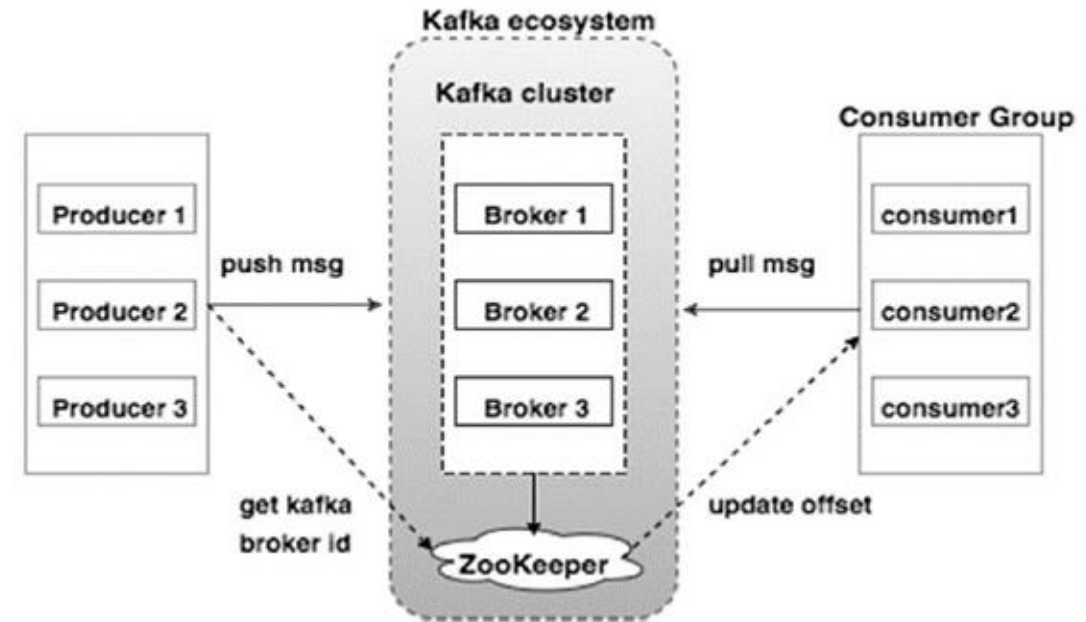 Kafka ecosystem
Kafka cluster
Consumer Group
Producer 1
Producer 2
Producer 3
push msg
Broker 1
Broker 2
Broker 3
pull msg
consumer1
consumer2
consumer3
get kafka
broker id
ZooKeeper
update offset